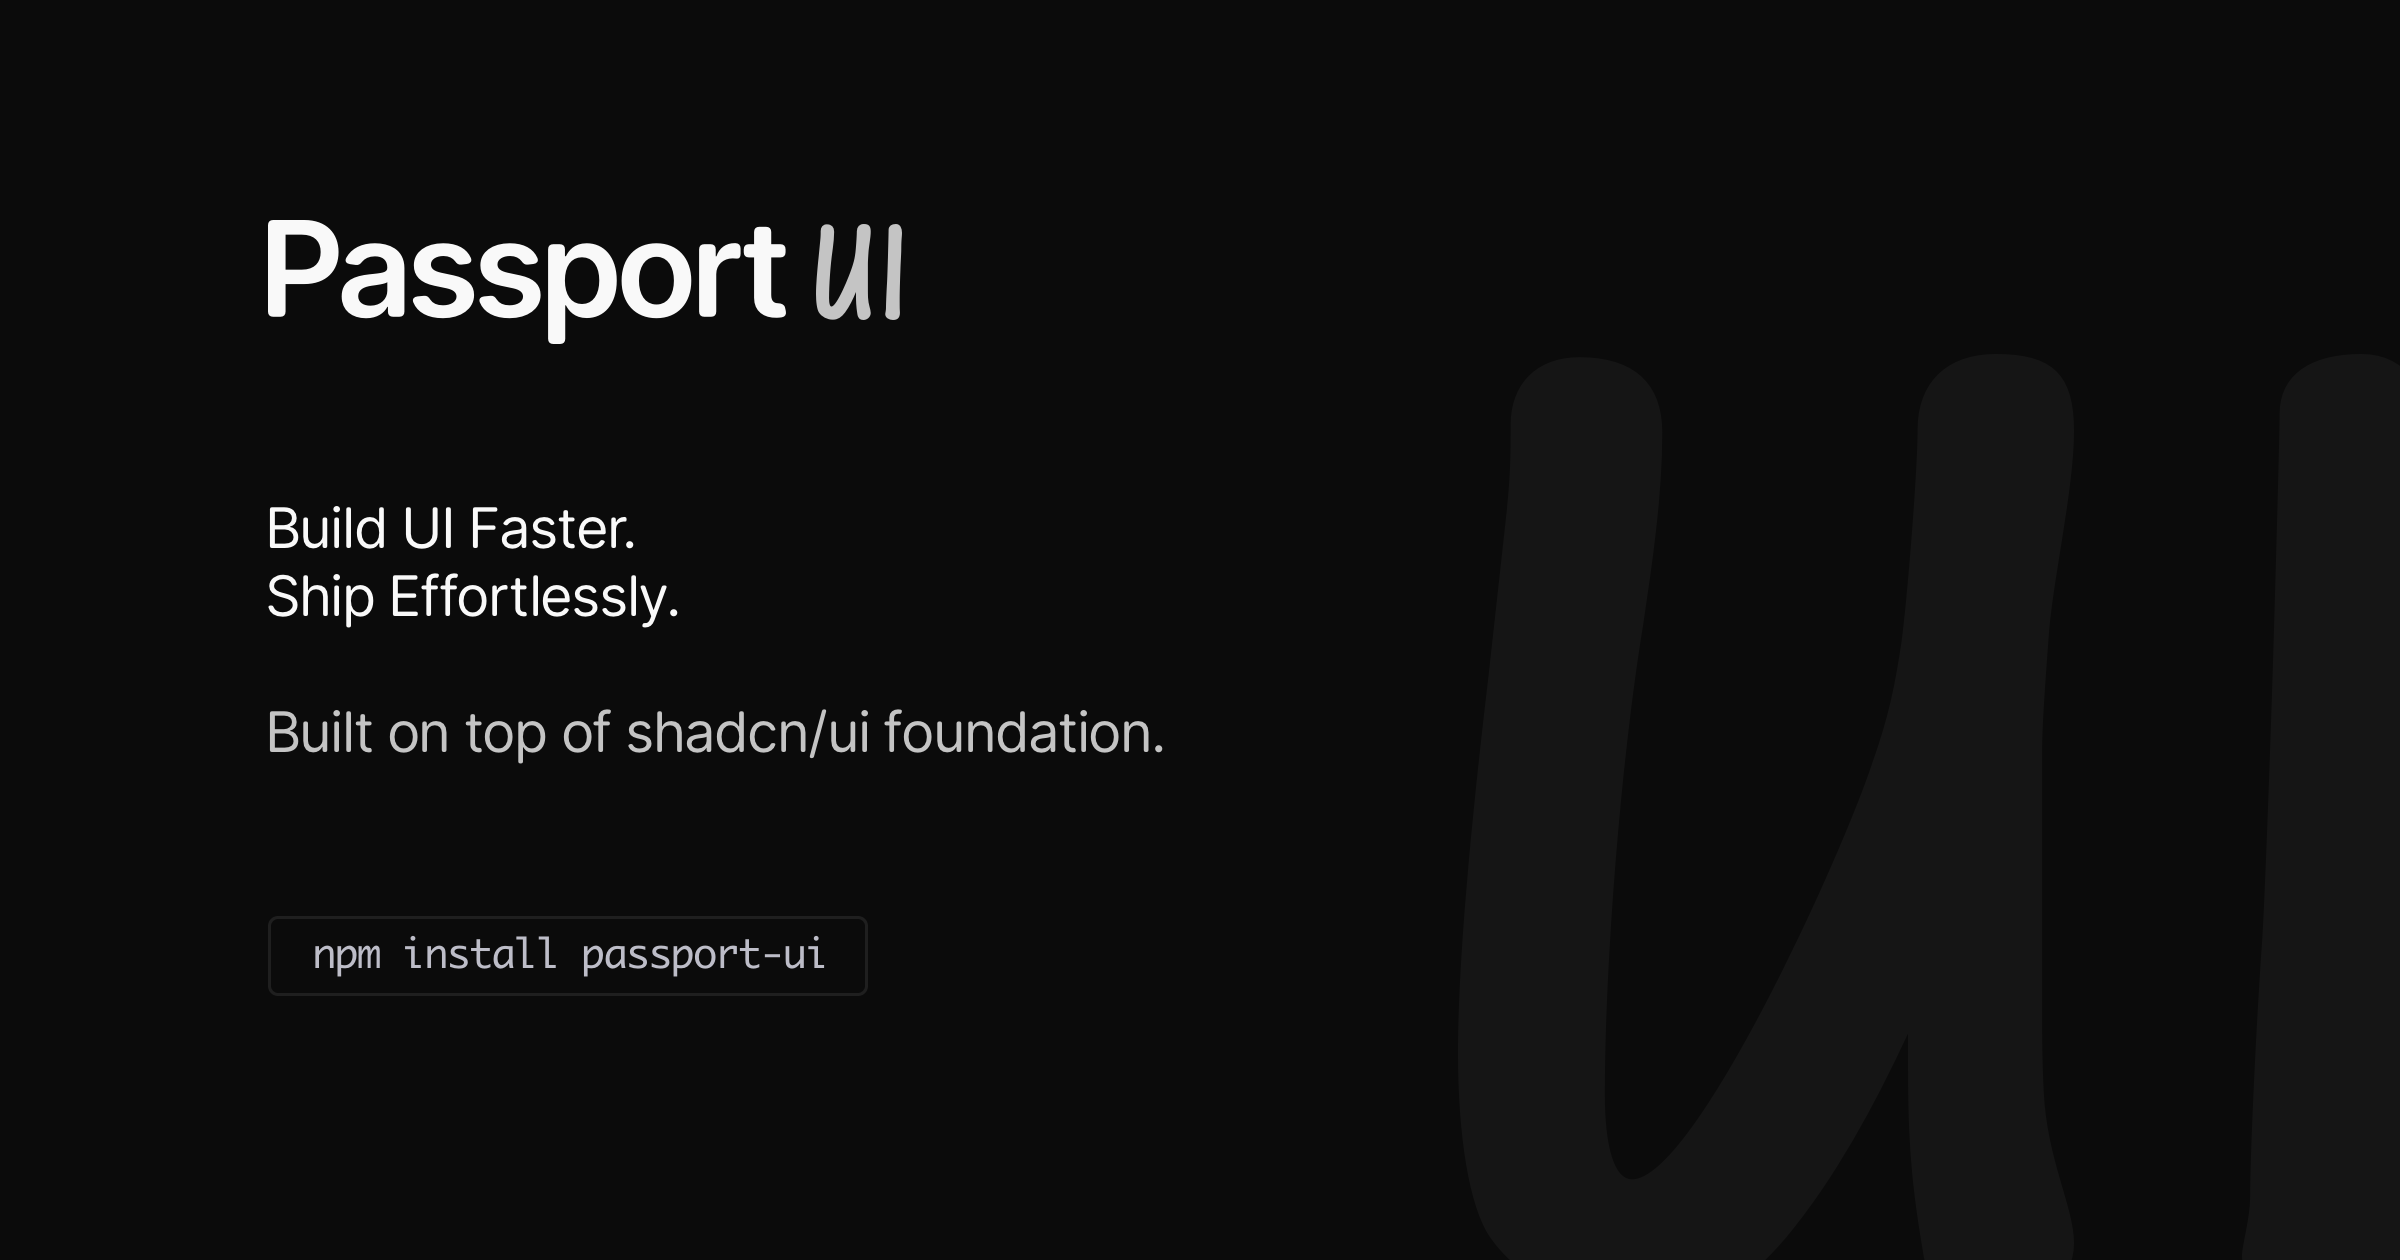 Passport UI
Build UI Faster.
Ship Effortlessly.
Built on top of shadcn/ui foundation.
npm install passport-ui
UI